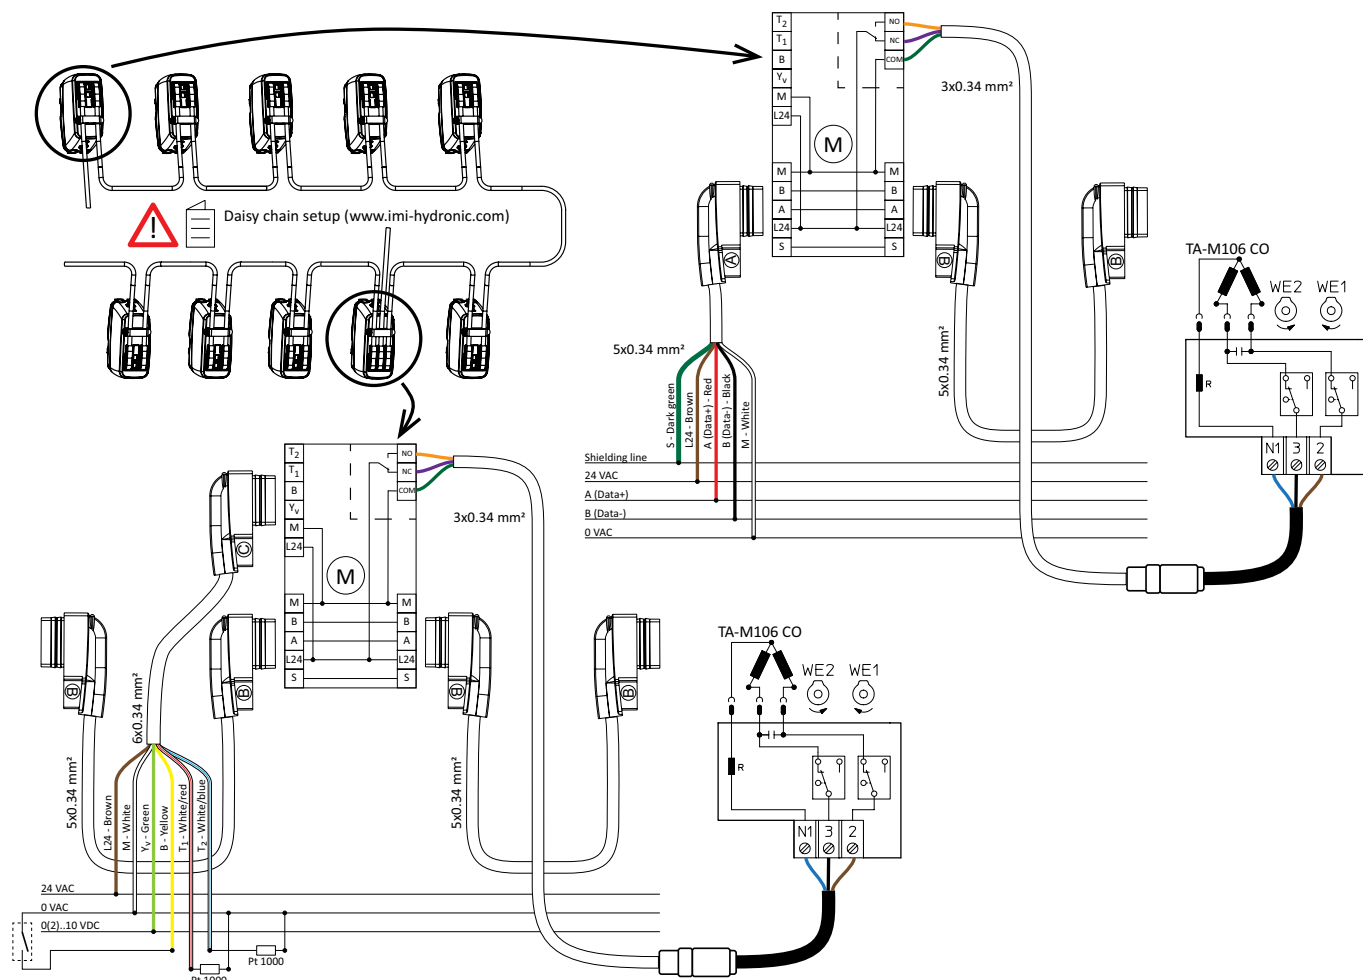 T2
T1
B
Yv
M
L24
NO
NC
COM
3x0.34 mm²
M
M
B
A
L24
S
M
B
A
L24
S
Daisy chain setup (www.imi-hydronic.com)
A
B
B
TA-M106 CO
WE2
WE1
R
N1
3
2
5x0.34 mm²
5x0.34 mm²
S - Dark green
L24 - Brown
A (Data+) - Red
B (Data-) - Black
M - White
Shielding line
24 VAC
A (Data+)
B (Data-)
0 VAC
T2
T1
B
Yv
M
L24
NO
NC
COM
3x0.34 mm²
M
M
B
A
L24
S
M
B
A
L24
S
C
B
B
B
B
TA-M106 CO
WE2
WE1
R
N1
3
2
6x0.34 mm²
5x0.34 mm²
5x0.34 mm²
L24 - Brown
M - White
Yv - Green
B - Yellow
T1 - White/red
T2 - White/blue
24 VAC
0 VAC
0(2)..10 VDC
Pt 1000
Pt 1000